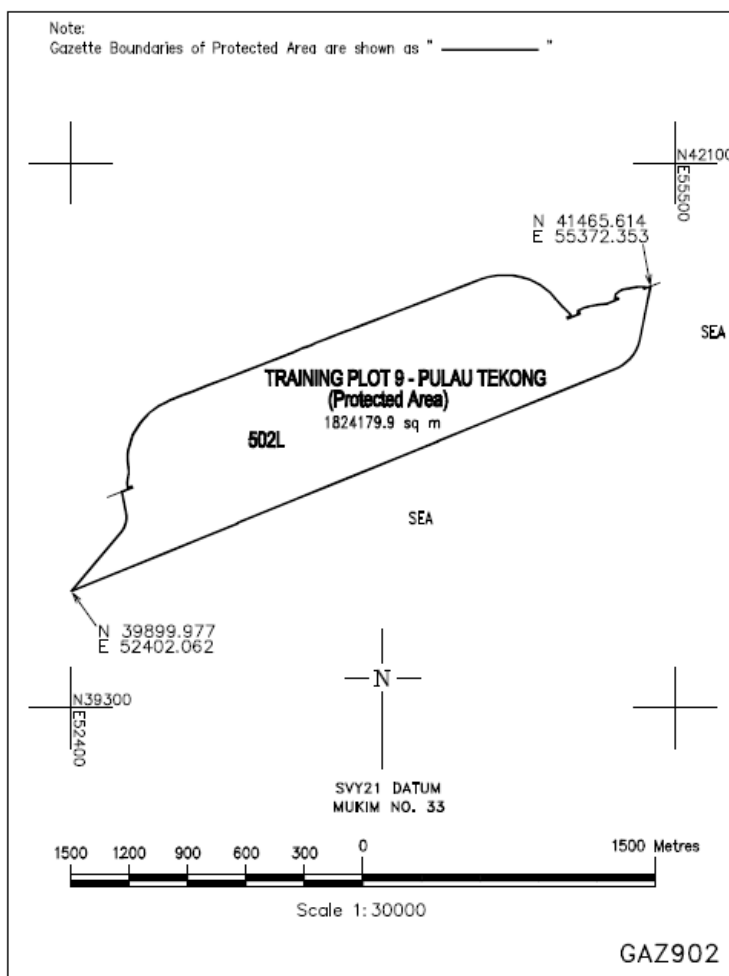 Note:
Gazette Boundaries of Protected Area are shown as " ________ "
N42100
E55500
N 41465.614
E 55372.353
SEA
TRAINING PLOT 9 - PULAU TEKONG
(Protected Area)
1824179.9 sq m
502L
SEA
N 39899.977
E 52402.062
N39300
E52400
N
SVY21 DATUM
MUKIM NO. 33
1500 1200 900 600 300 0 1500 Metres
Scale 1:30000
GAZ902